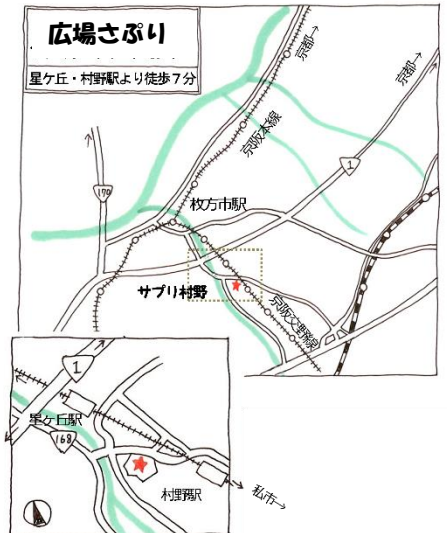 広場さぷり
星ケ丘・村野駅より徒歩7分
京都→
京都→
京阪本線
1
170
枚方市駅
サプリ村野
京阪交野線
1
星ケ丘駅
168
村野駅
私市→